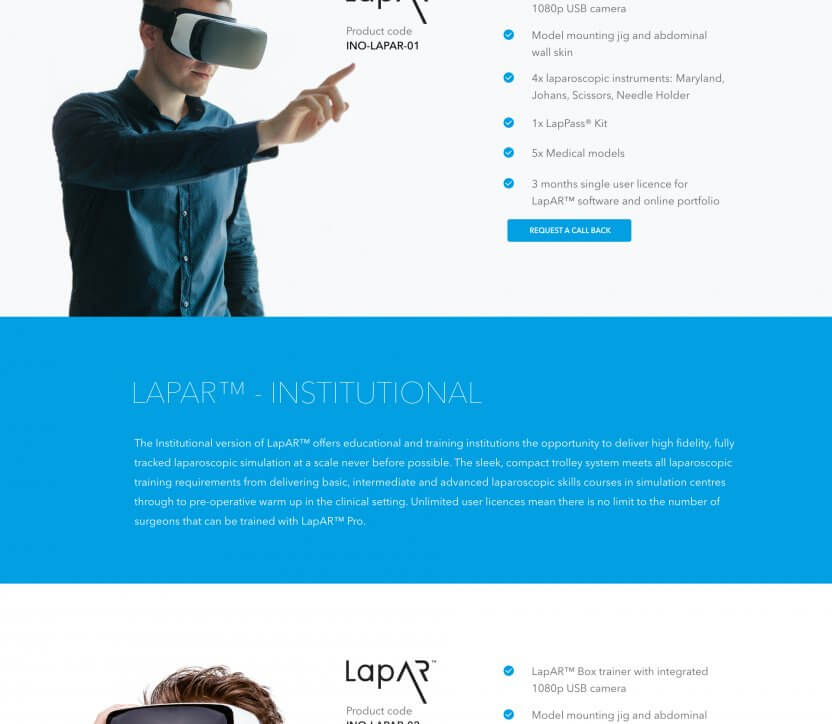 LapAR
Product code
INO-LAPAR-01
1080p USB camera
Model mounting jig and abdominal
wall skin
4x laparoscopic instruments: Maryland,
Johans, Scissors, Needle Holder
1x LapPass® Kit
5x Medical models
3 months single user licence for
LapAR™ software and online portfolio
REQUEST A CALL BACK
LAPAR™ - INSTITUTIONAL
The Institutional version of LapAR™ offers educational and training institutions the opportunity to deliver high fidelity, fully
tracked laparoscopic simulation at a scale never before possible. The sleek, compact trolley system meets all laparoscopic
training requirements from delivering basic, intermediate and advanced laparoscopic skills courses in simulation centres
through to pre-operative warm up in the clinical setting. Unlimited user licences mean there is no limit to the number of
surgeons that can be trained with LapAR™ Pro.
LapAR™
Product code
INO-LAPAR-02
LapAR™ Box trainer with integrated
1080p USB camera
Model mounting jig and abdominal